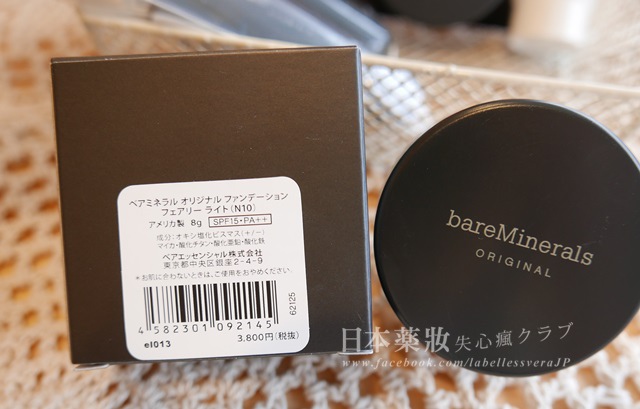 ベアミネラル オリジナル ファンデーション
フェアリー ライト(N10)
アメリカ製 8g SPF15・PA++
成分:オキシ塩化ビスマス(+/−)
マイカ・酸化チタン・酸化亜鉛・酸化鉄
ベアエッセンシャル株式会社
東京都中央区銀座2-4-9
*お肌に合わないときは、ご使用をおやめください。
62125
4 582301 092145
el013
3,800円(税抜)
bareMinerals
ORIGINAL
日本薬妝 失心瘋クラブ
www.facebook.com/labellessveraJP